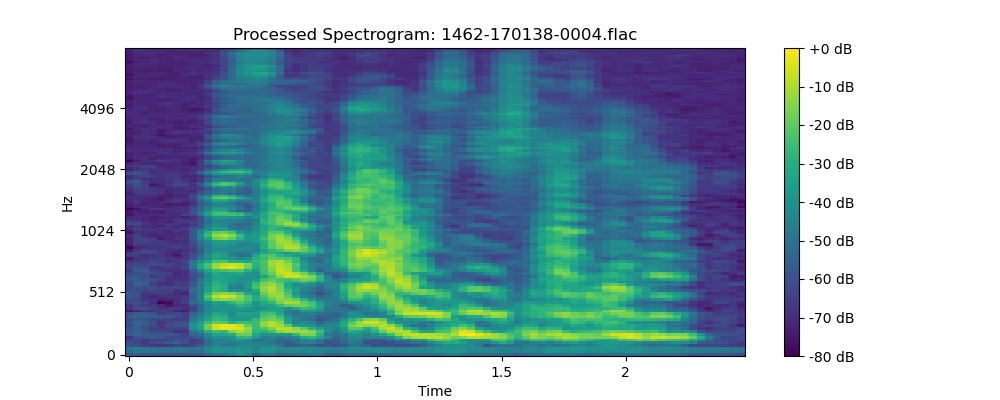 Processed Spectrogram: 1462-170138-0004.flac
Hz
4096
2048
1024
512
0
0
0.5
1
1.5
2
Time
+0 dB
-10 dB
-20 dB
-30 dB
-40 dB
-50 dB
-60 dB
-70 dB
-80 dB